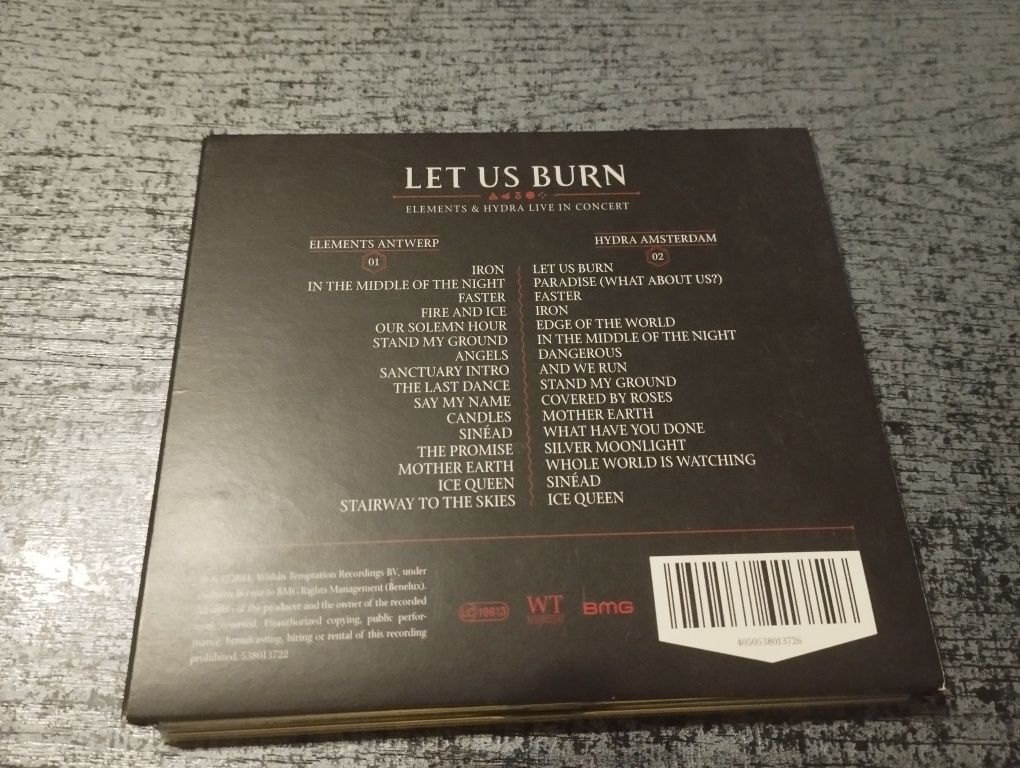 LET US BURN
ELEMENTS & HYDRA LIVE IN CONCERT
ELEMENTS ANTWERP
01
IRON
IN THE MIDDLE OF THE NIGHT
FASTER
FIRE AND ICE
OUR SOLEMN HOUR
STAND MY GROUND
ANGELS
SANCTUARY INTRO
THE LAST DANCE
SAY MY NAME
CANDLES
SINÉAD
THE PROMISE
MOTHER EARTH
ICE QUEEN
STAIRWAY TO THE SKIES
HYDRA AMSTERDAM
02
LET US BURN
PARADISE (WHAT ABOUT US?)
FASTER
IRON
EDGE OF THE WORLD
IN THE MIDDLE OF THE NIGHT
DANGEROUS
AND WE RUN
STAND MY GROUND
COVERED BY ROSES
MOTHER EARTH
WHAT HAVE YOU DONE
SILVER MOONLIGHT
WHOLE WORLD IS WATCHING
SINÉAD
ICE QUEEN
& © 2014, Within Temptation Recordings BV, under
license to BMG Rights Management (Benelux).
of the producer and the owner of the recorded
Unauthorized copying, public perfor-
mance, broadcasting, hiring or rental of this recording
prohibited. 538013722
LC 19813
WT
BMG
4050538013726